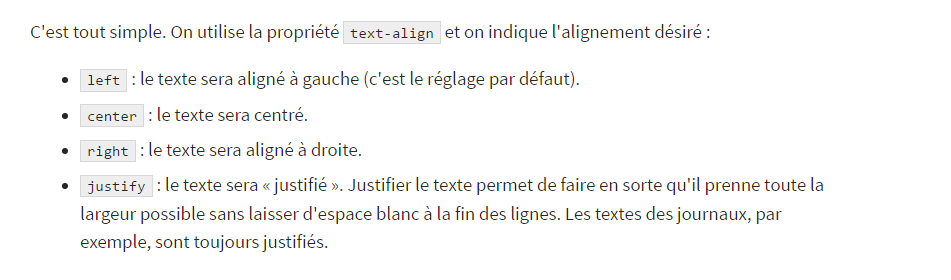 C'est tout simple. On utilise la propriété text-align et on indique l'alignement désiré :
• left : le texte sera aligné à gauche (c'est le réglage par défaut).
• center : le texte sera centré.
• right : le texte sera aligné à droite.
• justify : le texte sera « justifié ». Justifier le texte permet de faire en sorte qu'il prenne toute la
largeur possible sans laisser d'espace blanc à la fin des lignes. Les textes des journaux, par
exemple, sont toujours justifiés.